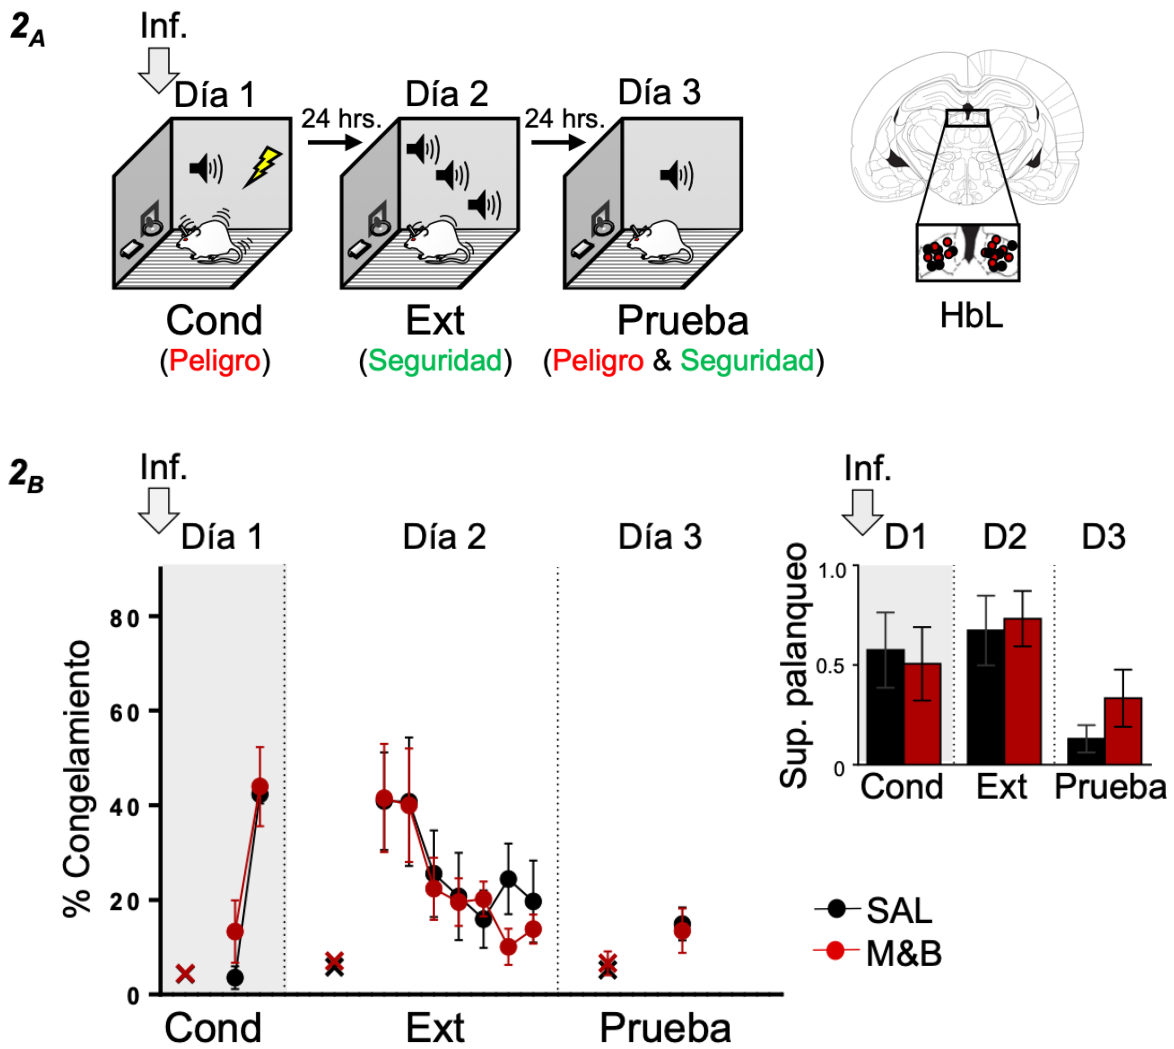 2A
Inf.
Día 1
24 hrs.
Día 2
24 hrs.
Día 3
Cond
(Peligro)
Ext
(Seguridad)
Prueba
(Peligro & Seguridad)
HbL
2B
Inf.
Día 1
Día 2
Día 3
% Congelamiento
80
60
40
20
0
Cond
Ext
Prueba
Inf.
D1
D2
D3
Sup. palanqueo
1.0
0.5
0
Cond
Ext
Prueba
SAL
M&B